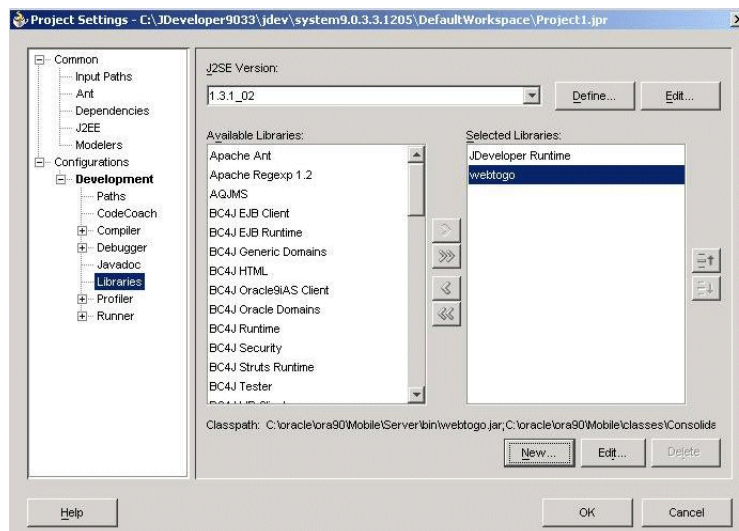 Project Settings - C:\JDeveloper9033\jdev\system9.0.3.3.1205\DefaultWorkspace\Project1.jpr
Common
Input Paths
Ant
Dependencies
J2EE
Modelers
Configurations
Development
Paths
CodeCoach
Compiler
Debugger
Javadoc
Libraries
Profiler
Runner
J2SE Version:
1.3.1_02
Define...
Edit...
Available Libraries:
Apache Ant
Apache Regexp 1.2
AQJMS
BC4J EJB Client
BC4J EJB Runtime
BC4J Generic Domains
BC4J HTML
BC4J Oracle9iAS Client
BC4J Oracle Domains
BC4J Runtime
BC4J Security
BC4J Struts Runtime
BC4J Tester
Selected Libraries:
JDeveloper Runtime
webtogo
Classpath: C:\oracle\ora90\Mobile\Server\bin\webtogo.jar;C:\oracle\ora90\Mobile\classes\Consolida
New...
Edit...
Delete
Help
OK
Cancel